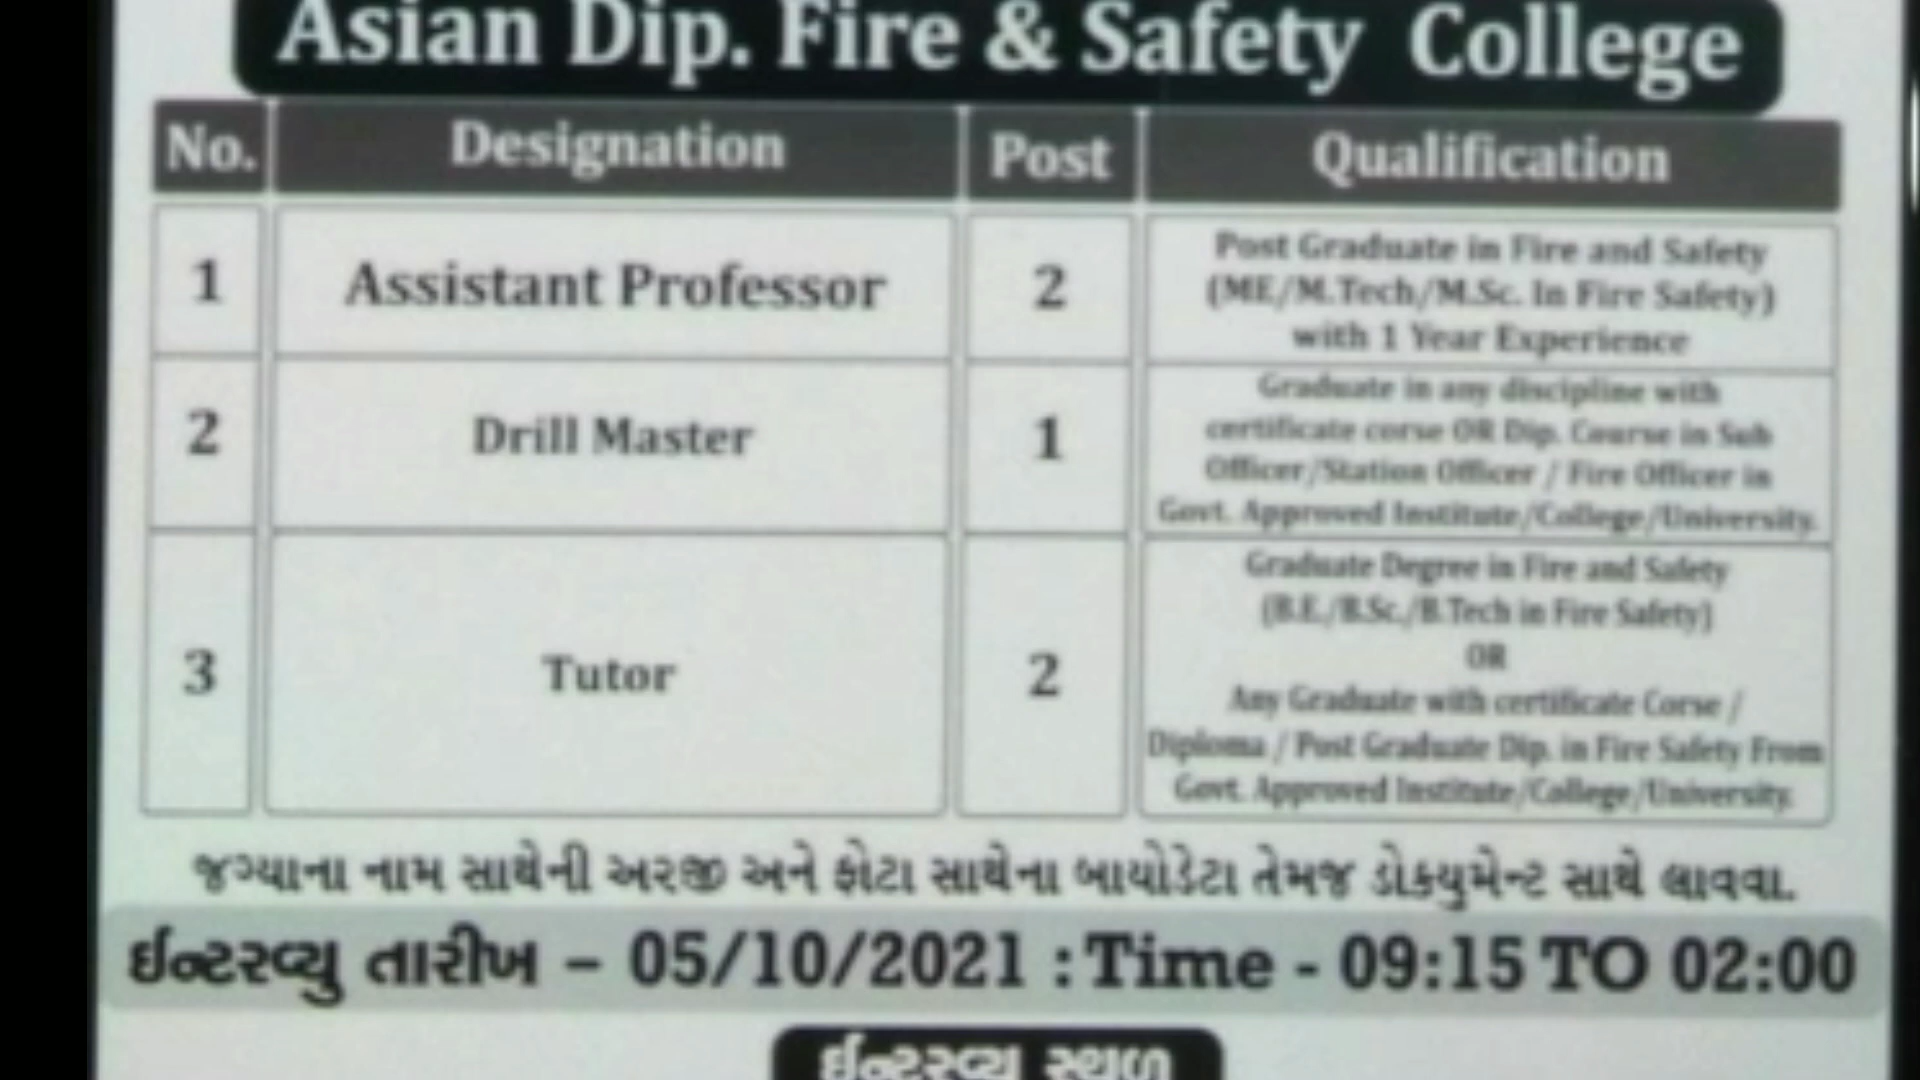 Asian Dip. Fire & Safety College
No. Designation Post Qualification
1 Assistant Professor 2 Post Graduate in Fire and Safety
(ME/M.Tech/M.Sc. In Fire Safety)
with 1 Year Experience
2 Drill Master 1 Graduate in any discipline with
certificate corse OR Dip. Course in Sub
Officer/Station Officer / Fire Officer in
Govt. Approved Institute/College/University.
3 Tutor 2 Graduate Degree in Fire and Safety
(B.E./B.Sc./B.Tech in Fire Safety)
OR
Any Graduate with certificate Corse /
Diploma / Post Graduate Dip. in Fire Safety From
Govt. Approved Institute/College/University.
જગ્યાના નામ સાથેની અરજી અને ફોટા સાથેના બાયોડેટા તેમજ ડોક્યુમેન્ટ સાથે લાવવા.
ઈન્ટરવ્યુ તારીખ – 05/10/2021 : Time - 09:15 TO 02:00
ઈન્ટરવ્યુ સ્થળ